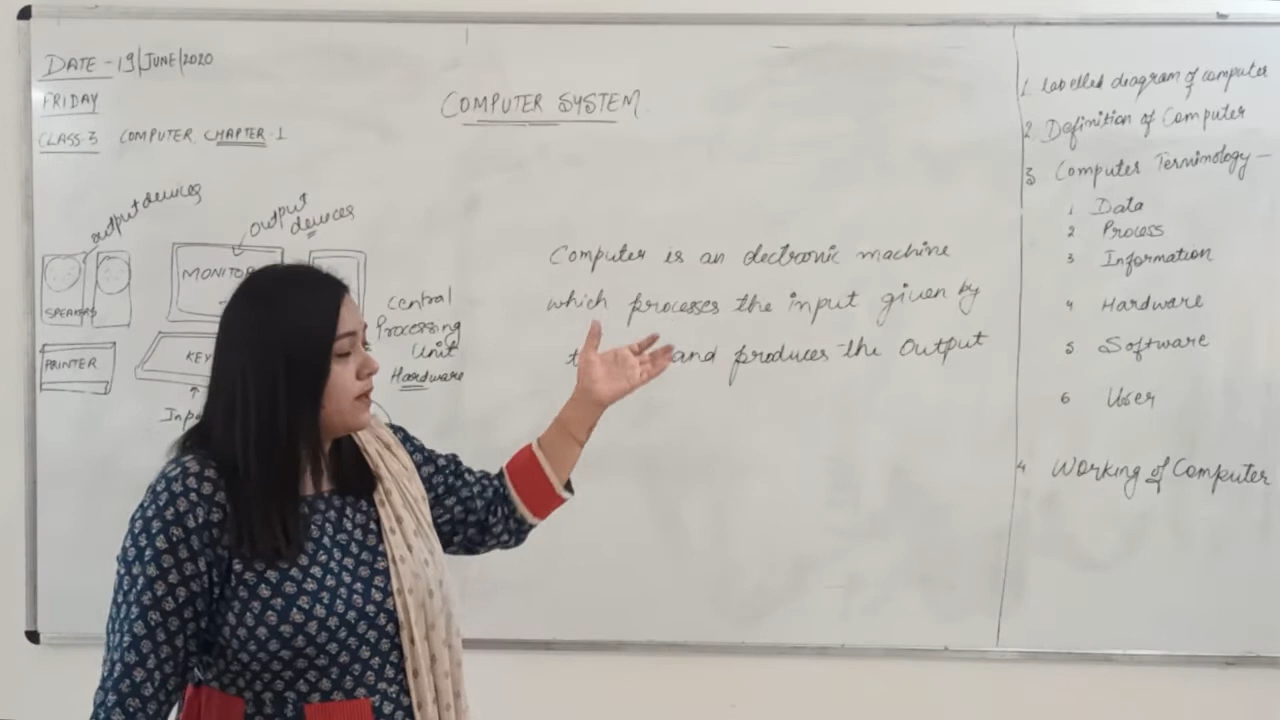 DATE - 19/JUNE/2020
FRIDAY
CLASS-3 COMPUTER CHAPTER-1
COMPUTER SYSTEM
output devices
output
devices
SPEAKERS
MONITOR
PRINTER
KEY
Central
Processing
Unit
Hardware
Computer is an electronic machine
which processes the input given by
and produces the output
1. labelled diagram of computer
2. Definition of Computer
3 Computer Terminology -
1 Data
2 Process
3 Information
4 Hardware
5 Software
6 User
4 Working of Computer